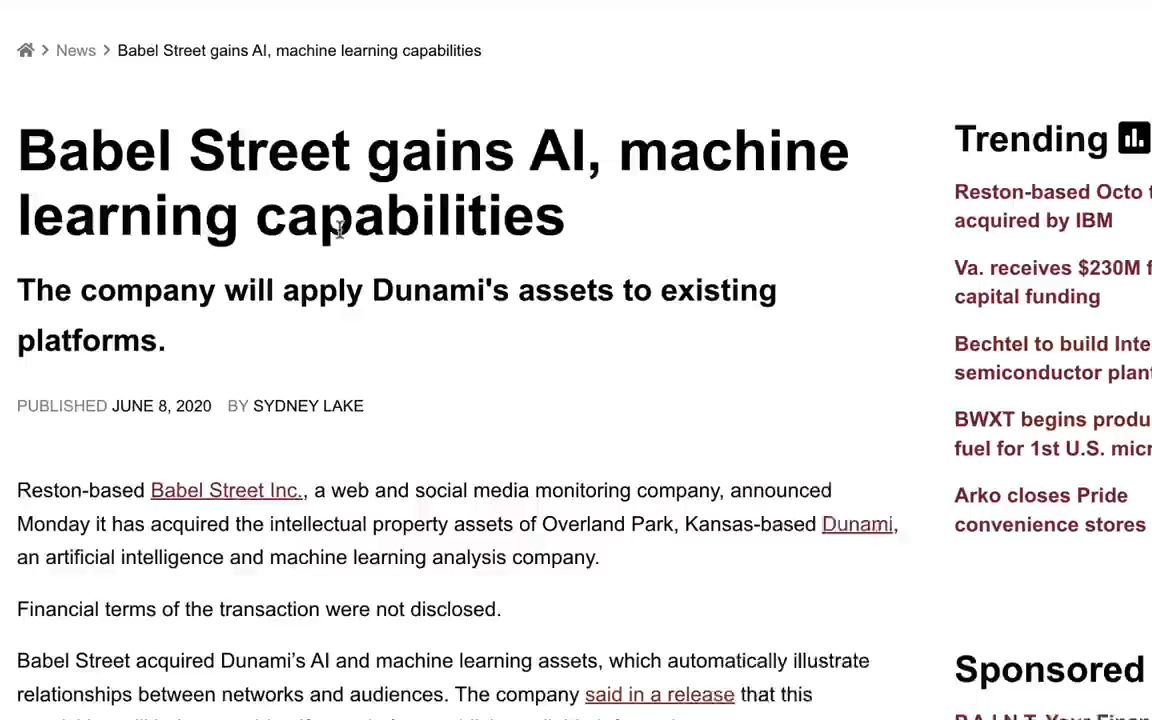 News > Babel Street gains AI, machine learning capabilities
Babel Street gains AI, machine
learning capabilities
The company will apply Dunami's assets to existing
platforms.
PUBLISHED JUNE 8, 2020 BY SYDNEY LAKE
Reston-based Babel Street Inc., a web and social media monitoring company, announced
Monday it has acquired the intellectual property assets of Overland Park, Kansas-based Dunami,
an artificial intelligence and machine learning analysis company.
Financial terms of the transaction were not disclosed.
Babel Street acquired Dunami's AI and machine learning assets, which automatically illustrate
relationships between networks and audiences. The company said in a release that this
Trending
Reston-based Octo
acquired by IBM
Va. receives $230M
capital funding
Bechtel to build
semiconductor
BWXT begins
fuel for 1st U.S.
Arko closes Pride
convenience stores
Sponsored